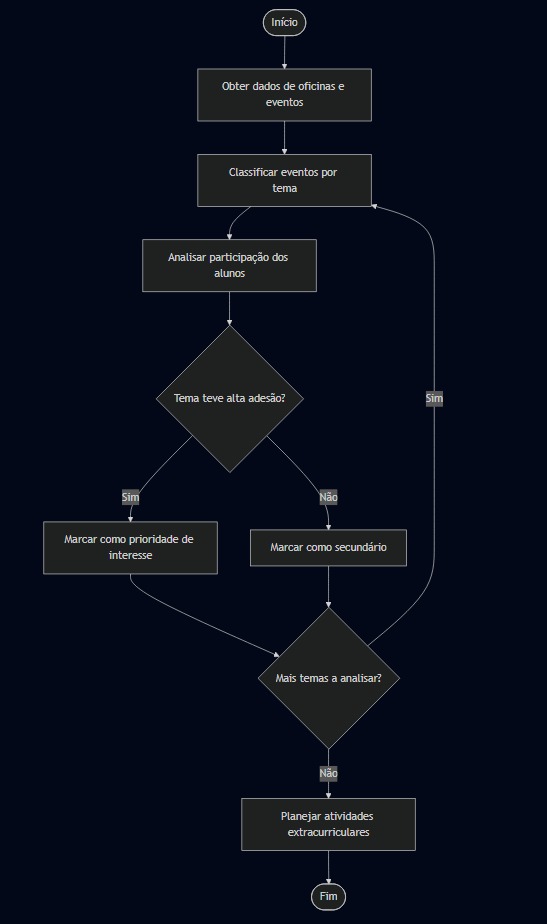 Início
Obter dados de oficinas e
eventos
Classificar eventos por
tema
Analisar participação dos
alunos
Tema teve alta adesão?
Sim
Sim
Não
Marcar como prioridade de
interesse
Marcar como secundário
Mais temas a analisar?
Não
Planejar atividades
extracurriculares
Fim